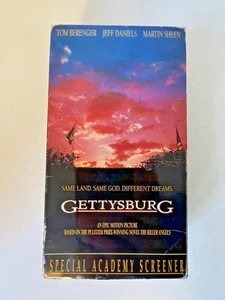 TOM BERENGER JEFF DANIELS MARTIN SHEEN
SAME LAND. SAME GOD. DIFFERENT DREAMS.
GETTYSBURG
AN EPIC MOTION PICTURE
BASED ON THE PULITZER PRIZE-WINNING NOVEL THE KILLER ANGELS
SPECIAL ACADEMY SCREENER